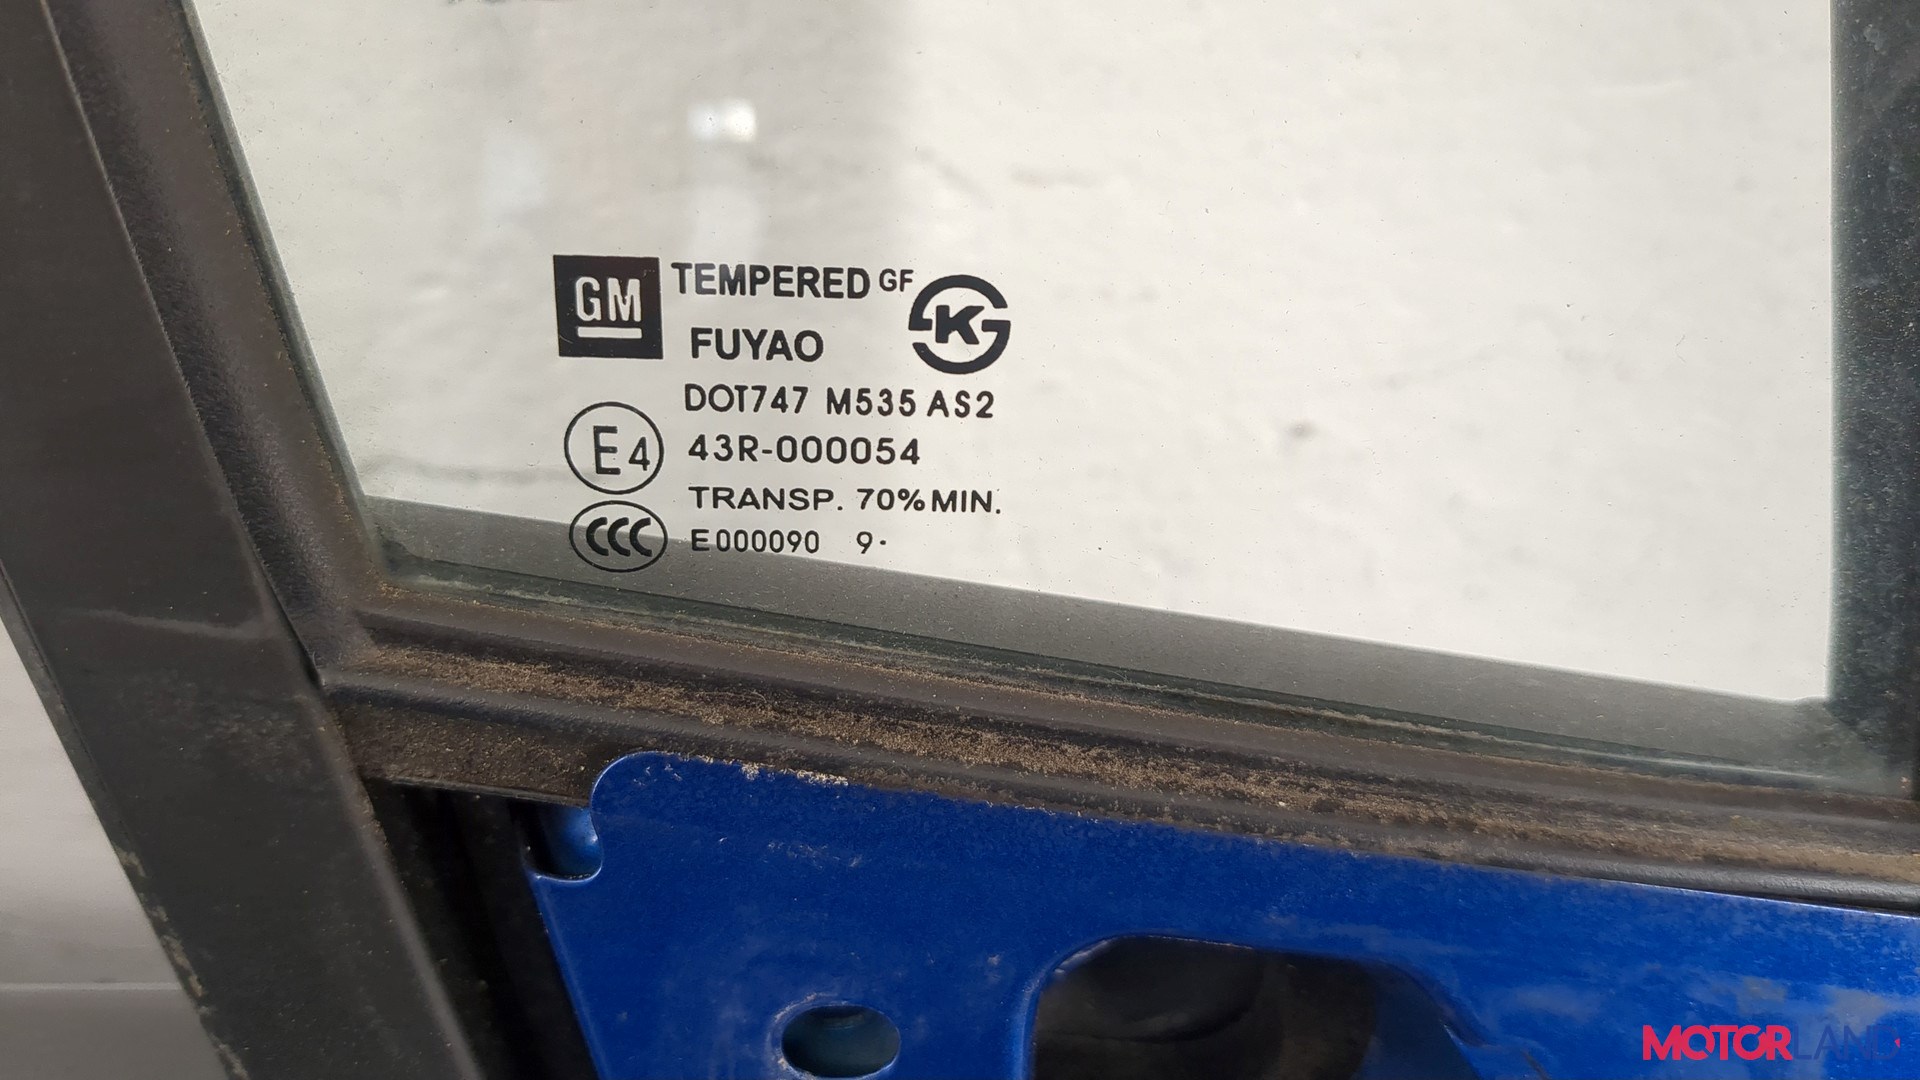 GM TEMPERED GF
FUYAO K
DOT747 M535 AS2
E4 43R-000054
TRANSP. 70% MIN.
CCC E000090 9·
MOTORLAND